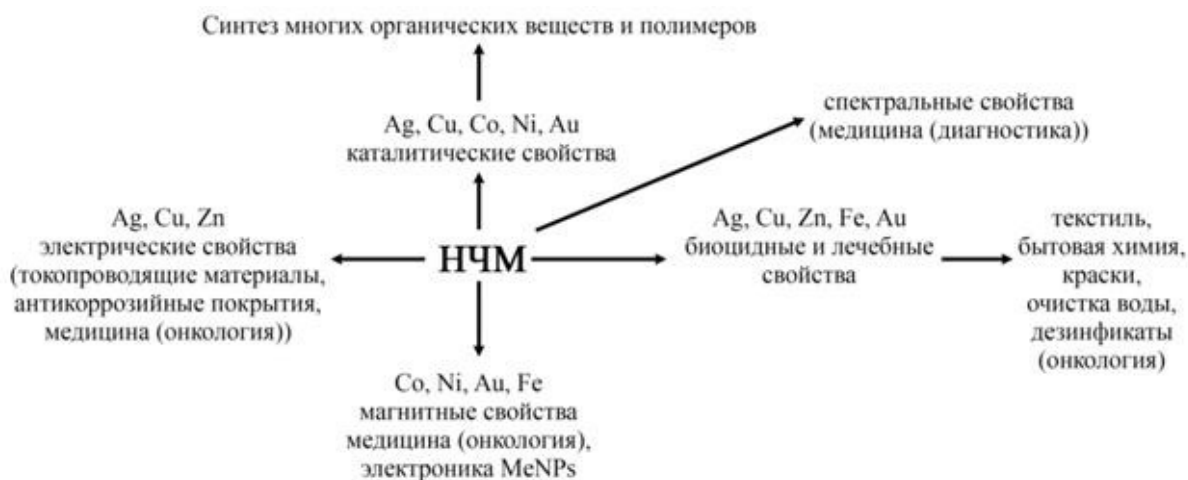 Синтез многих органических веществ и полимеров
Ag, Cu, Co, Ni, Au
каталитические свойства
спектральные свойства
(медицина (диагностика))
Ag, Cu, Zn
электрические свойства
(токопроводящие материалы,
антикоррозийные покрытия,
медицина (онкология))
НЧМ
Ag, Cu, Zn, Fe, Au
биоцидные и лечебные
свойства
текстиль,
бытовая химия,
краски,
очистка воды,
дезинфикаты
(онкология)
Co, Ni, Au, Fe
магнитные свойства
медицина (онкология),
электроника MeNPs